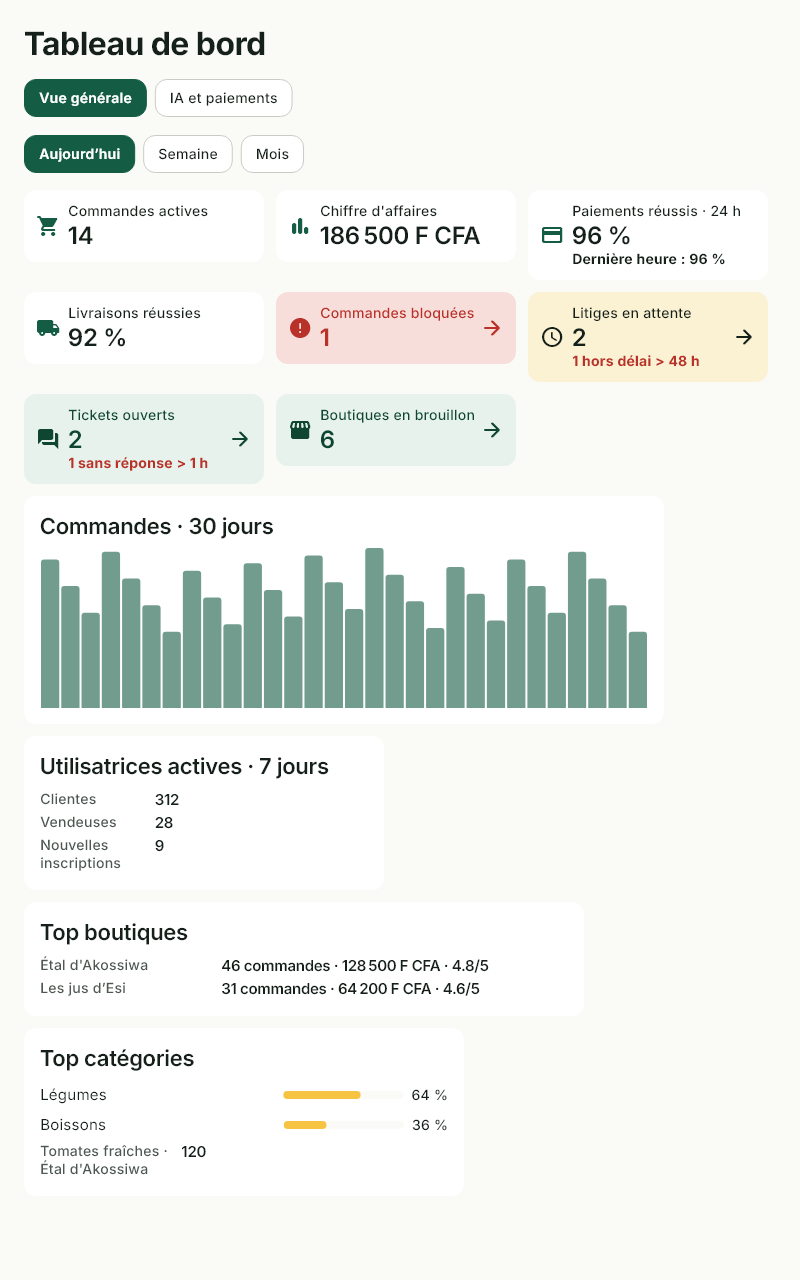 Tableau de bord
Vue générale
IA et paiements
Aujourd’hui
Semaine
Mois
Commandes actives
14
Chiffre d'affaires
186 500 F CFA
Paiements réussis · 24 h
96 %
Dernière heure : 96 %
Livraisons réussies
92 %
Commandes bloquées
1
Litiges en attente
2
1 hors délai > 48 h
Tickets ouverts
2
1 sans réponse > 1 h
Boutiques en brouillon
6
Commandes · 30 jours
Utilisatrices actives · 7 jours
Clientes 312
Vendeuses 28
Nouvelles 9
inscriptions
Top boutiques
Étal d'Akossiwa 46 commandes · 128 500 F CFA · 4.8/5
Les jus d’Esi 31 commandes · 64 200 F CFA · 4.6/5
Top catégories
Légumes 64 %
Boissons 36 %
Tomates fraîches · 120
Étal d'Akossiwa